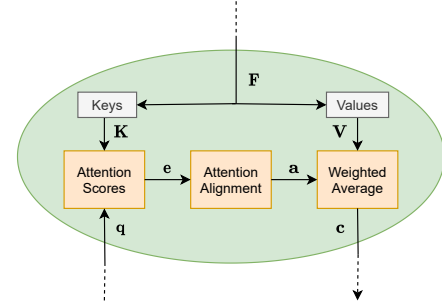 F
Keys
Values
K
V
Attention
Scores
e
Attention
Alignment
a
Weighted
Average
q
c